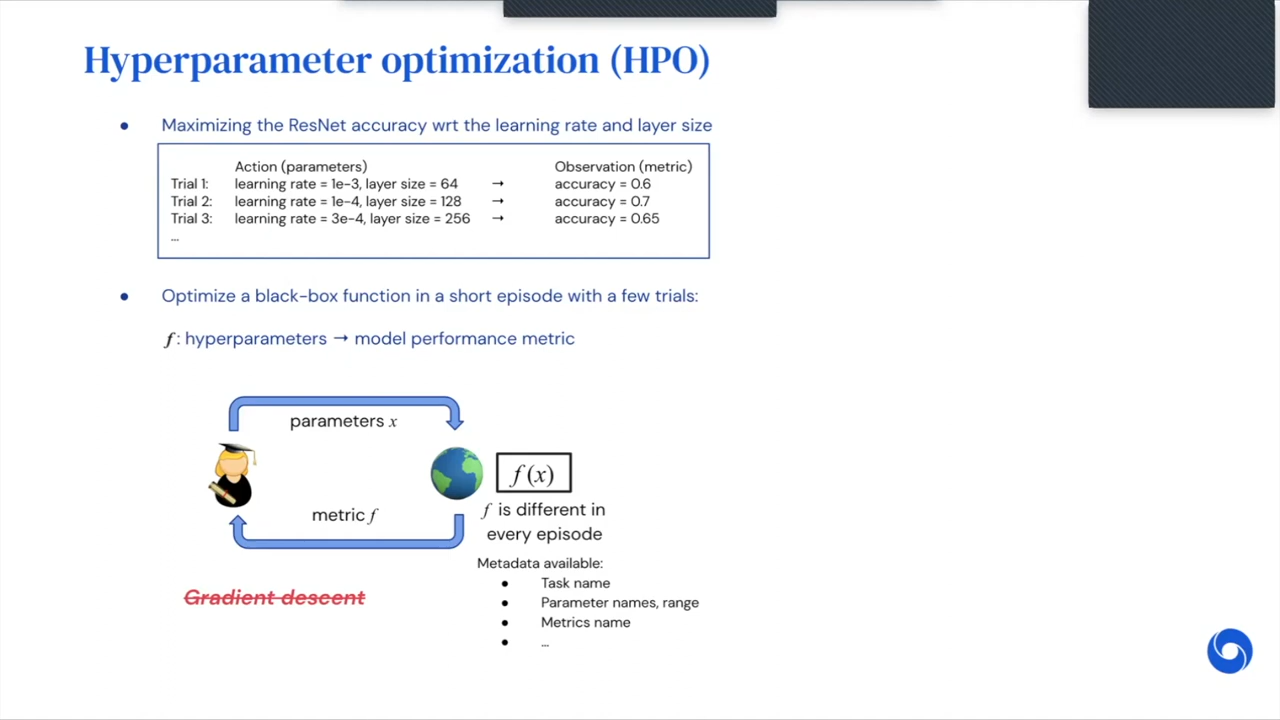 Hyperparameter optimization (HPO)
● Maximizing the ResNet accuracy wrt the learning rate and layer size
Action (parameters) Observation (metric)
Trial 1: learning rate = 1e-3, layer size = 64 → accuracy = 0.6
Trial 2: learning rate = 1e-4, layer size = 128 → accuracy = 0.7
Trial 3: learning rate = 3e-4, layer size = 256 → accuracy = 0.65
...
● Optimize a black-box function in a short episode with a few trials:
f: hyperparameters → model performance metric
parameters x
f(x)
metric f
f is different in
every episode
Metadata available:
● Task name
● Parameter names, range
● Metrics name
● ...
Gradient descent